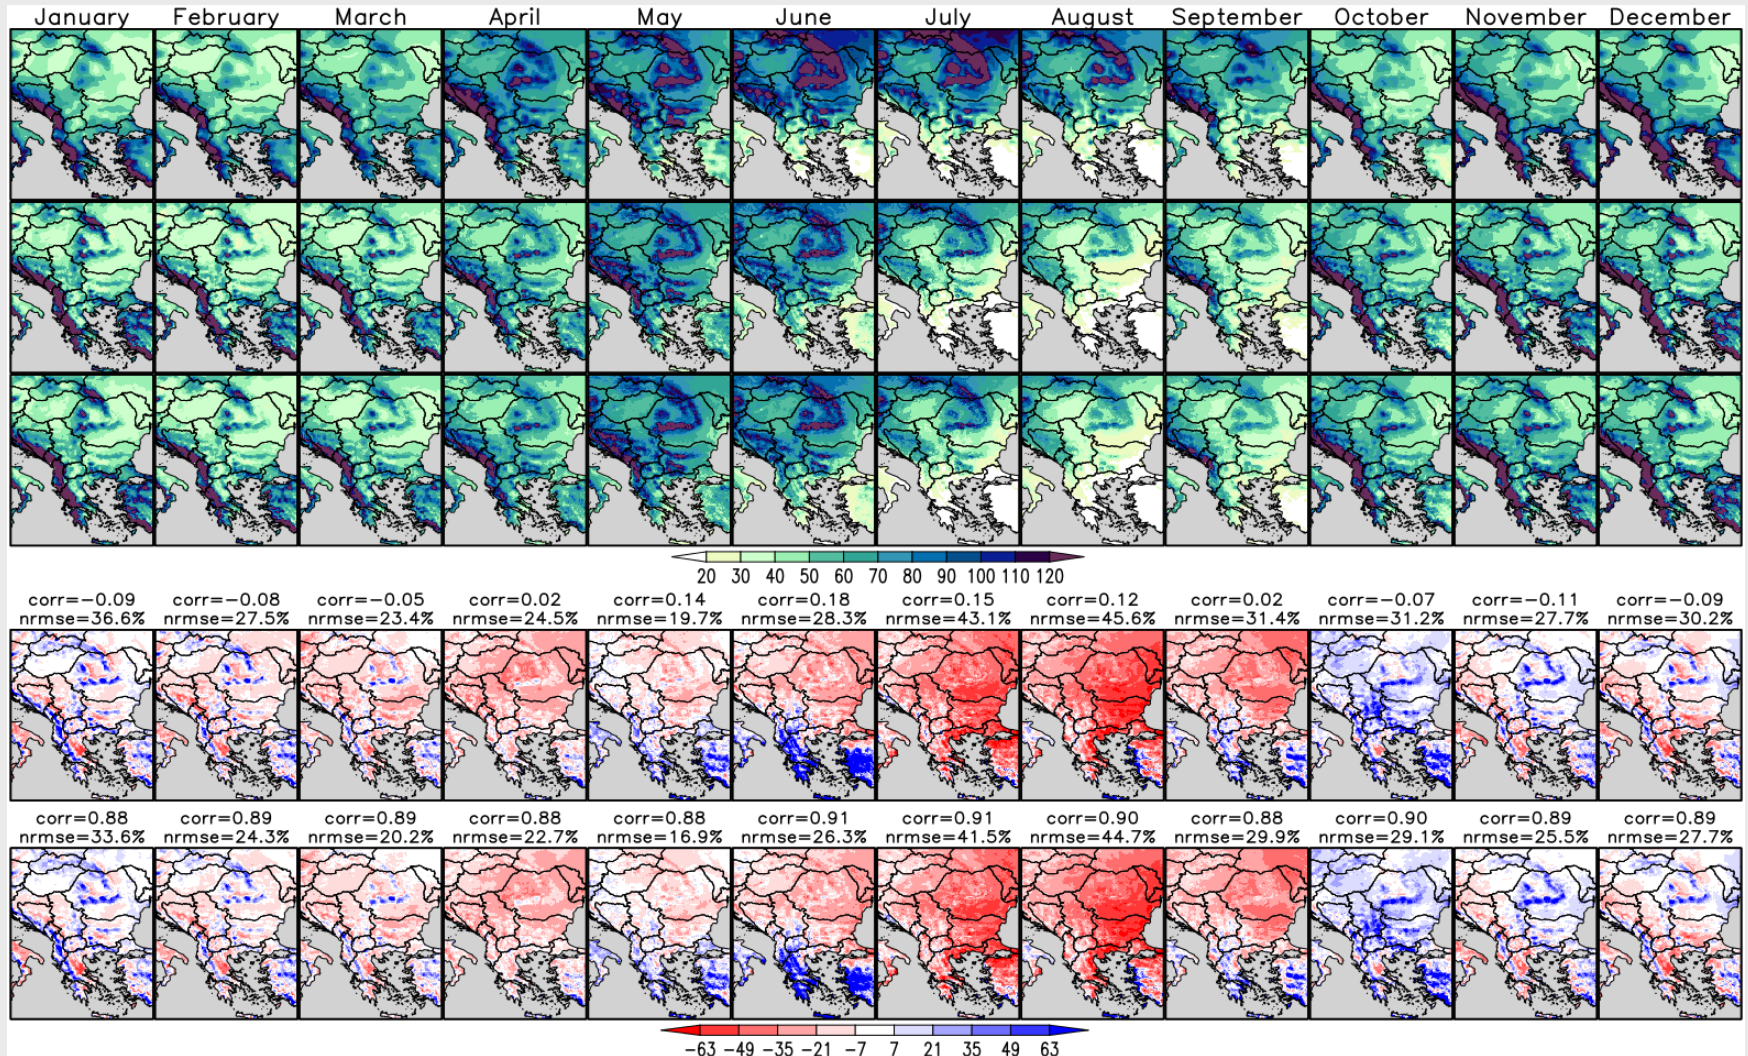 January February March April May June July August September October November December
20 30 40 50 60 70 80 90 100 110 120
corr=−0.09 corr=−0.08 corr=−0.05 corr=0.02 corr=0.14 corr=0.18 corr=0.15 corr=0.12 corr=0.02 corr=−0.07 corr=−0.11 corr=−0.09
nrmse=36.6% nrmse=27.5% nrmse=23.4% nrmse=24.5% nrmse=19.7% nrmse=28.3% nrmse=43.1% nrmse=45.6% nrmse=31.4% nrmse=31.2% nrmse=27.7% nrmse=30.2%
corr=0.88 corr=0.89 corr=0.89 corr=0.88 corr=0.88 corr=0.91 corr=0.91 corr=0.90 corr=0.88 corr=0.90 corr=0.89 corr=0.89
nrmse=33.6% nrmse=24.3% nrmse=20.2% nrmse=22.7% nrmse=16.9% nrmse=26.3% nrmse=41.5% nrmse=44.7% nrmse=29.9% nrmse=29.1% nrmse=25.5% nrmse=27.7%
−63 −49 −35 −21 −7 7 21 35 49 63